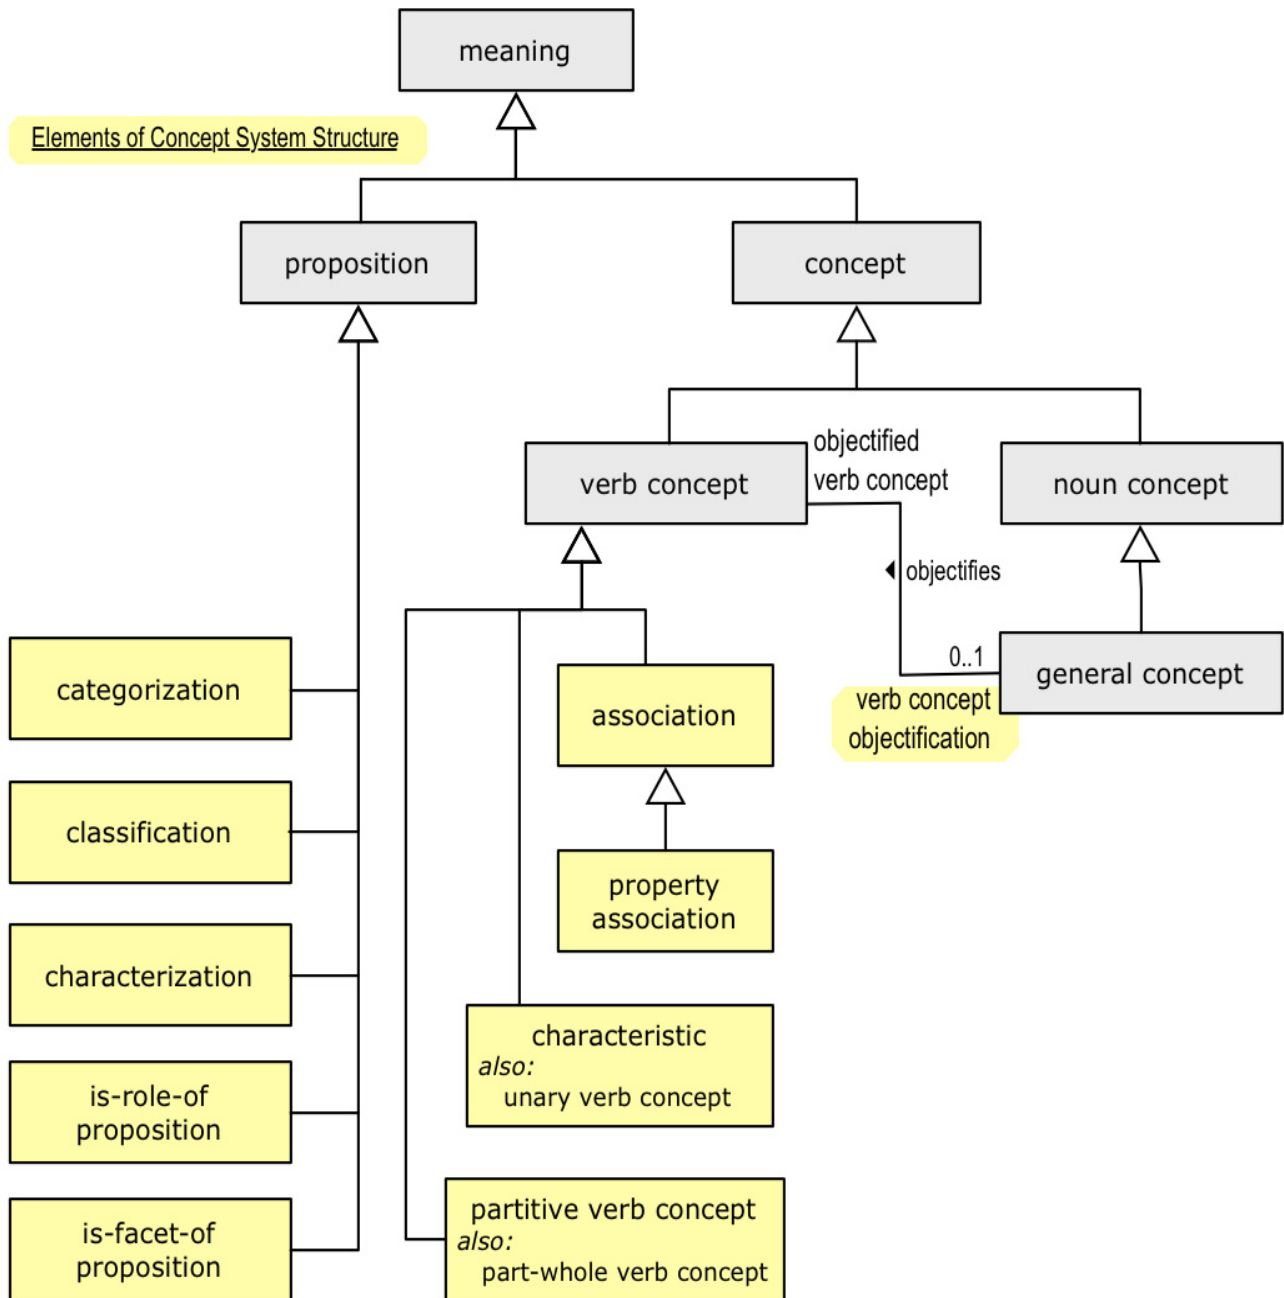 meaning
Elements of Concept System Structure
proposition
concept
verb concept
objectified
verb concept
noun concept
objectifies
0..1
general concept
verb concept
objectification
categorization
association
classification
property
association
characterization
characteristic
also:
unary verb concept
is-role-of
proposition
partitive verb concept
also:
part-whole verb concept
is-facet-of
proposition